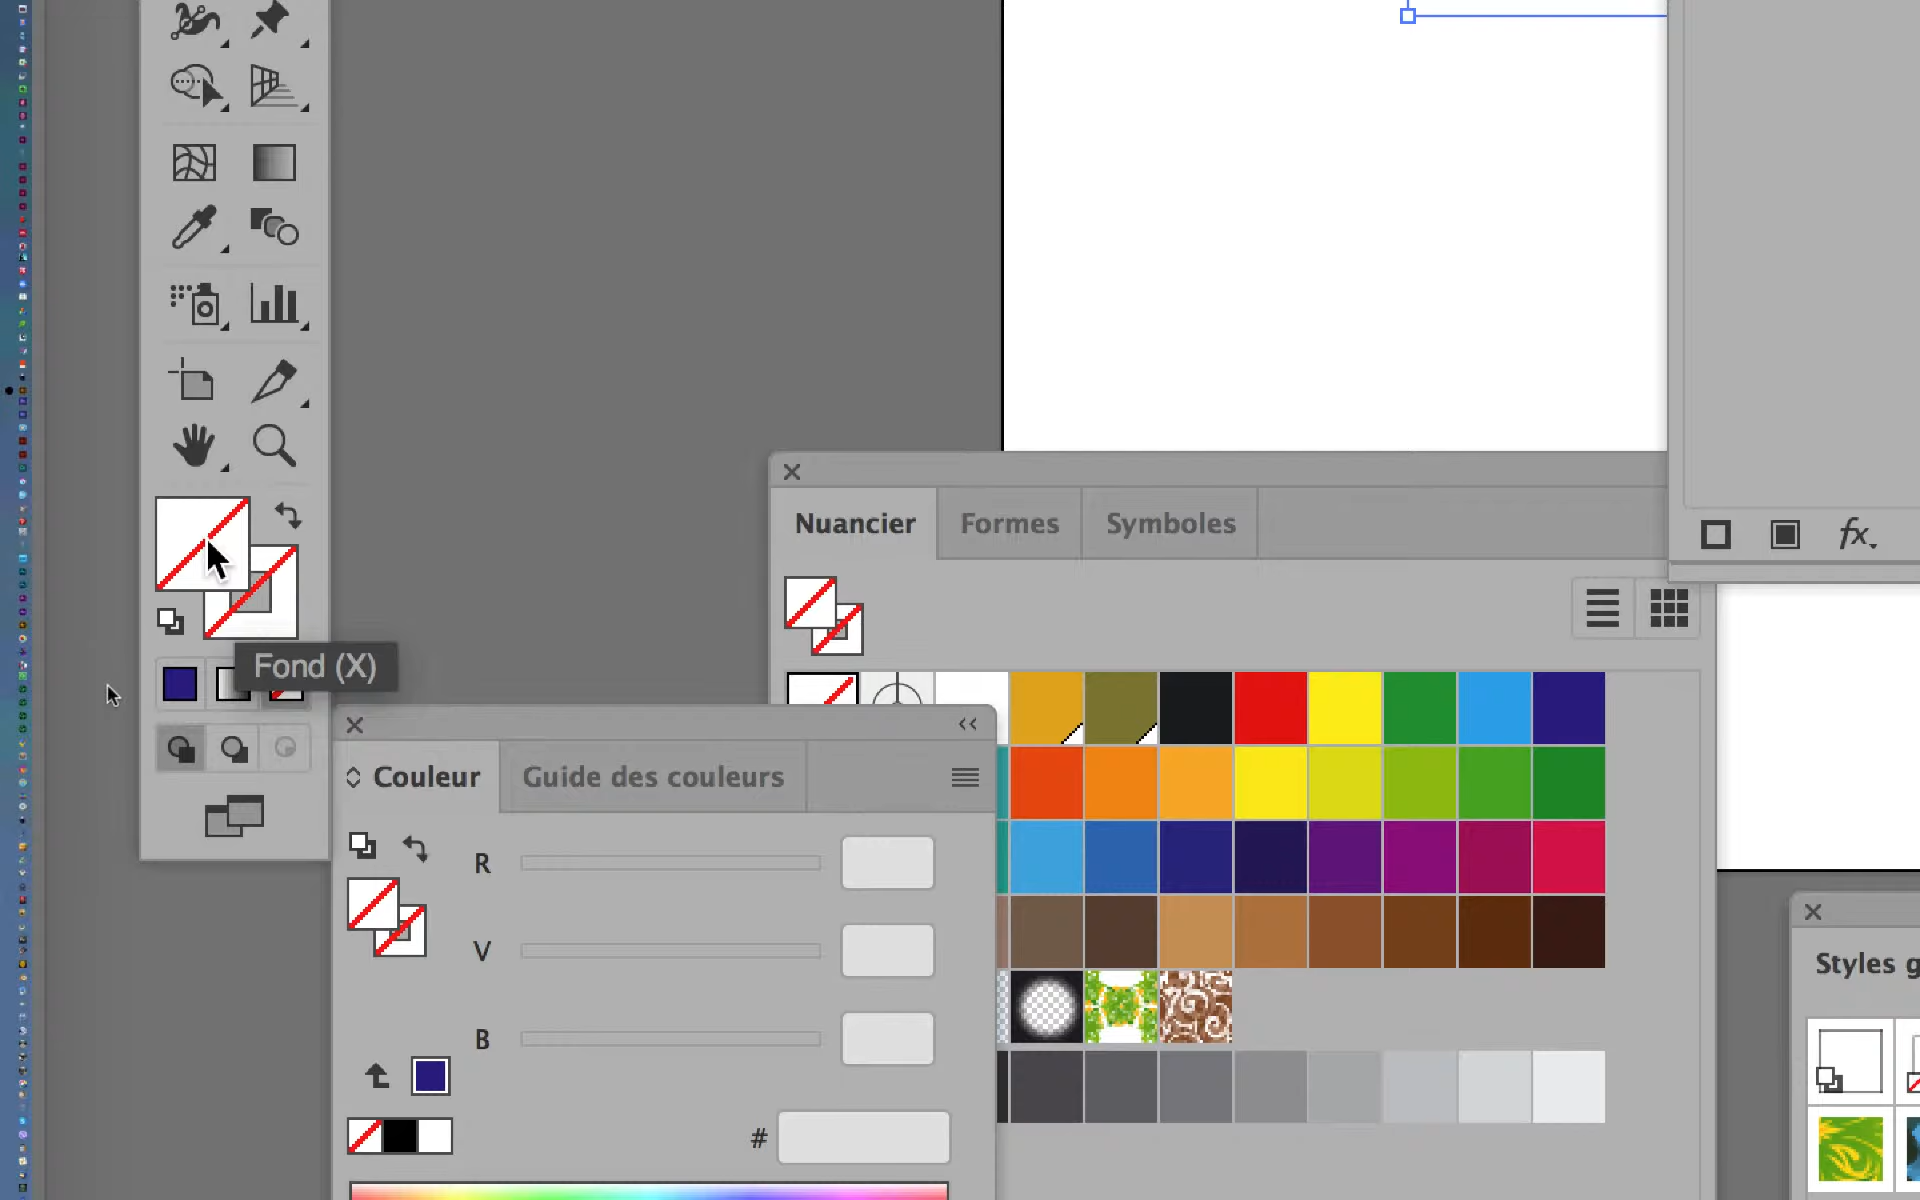 Nuancier Formes Symboles
fx.
Fond (X)
Couleur Guide des couleurs
R
V
B
Styles g
#